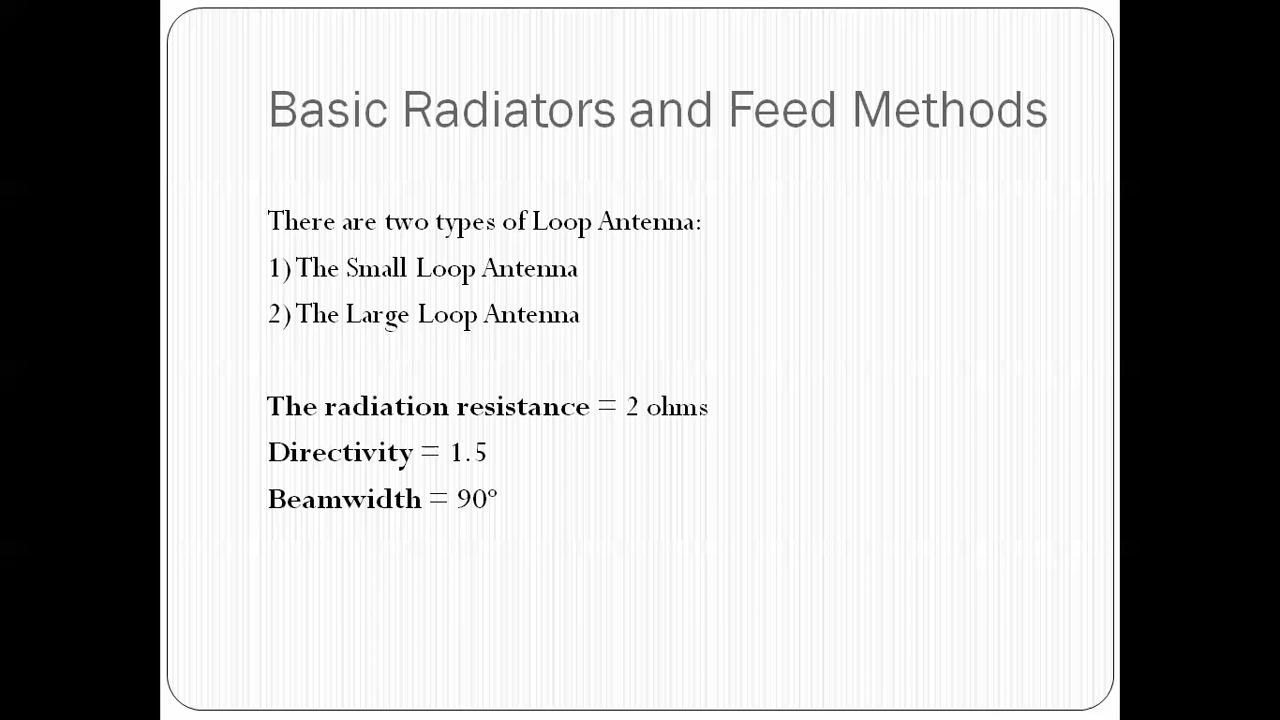 Basic Radiators and Feed Methods
There are two types of Loop Antenna:
1) The Small Loop Antenna
2) The Large Loop Antenna
The radiation resistance = 2 ohms
Directivity = 1.5
Beamwidth = 90°